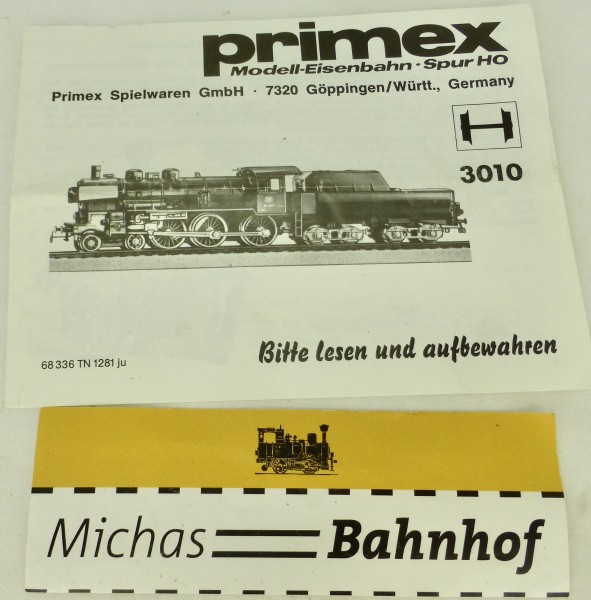 primex
Modell-Eisenbahn · Spur HO
Primex Spielwaren GmbH · 7320 Göppingen/Württ., Germany
3010
Bitte lesen und aufbewahren
68 336 TN 1281 ju
Michas Bahnhof